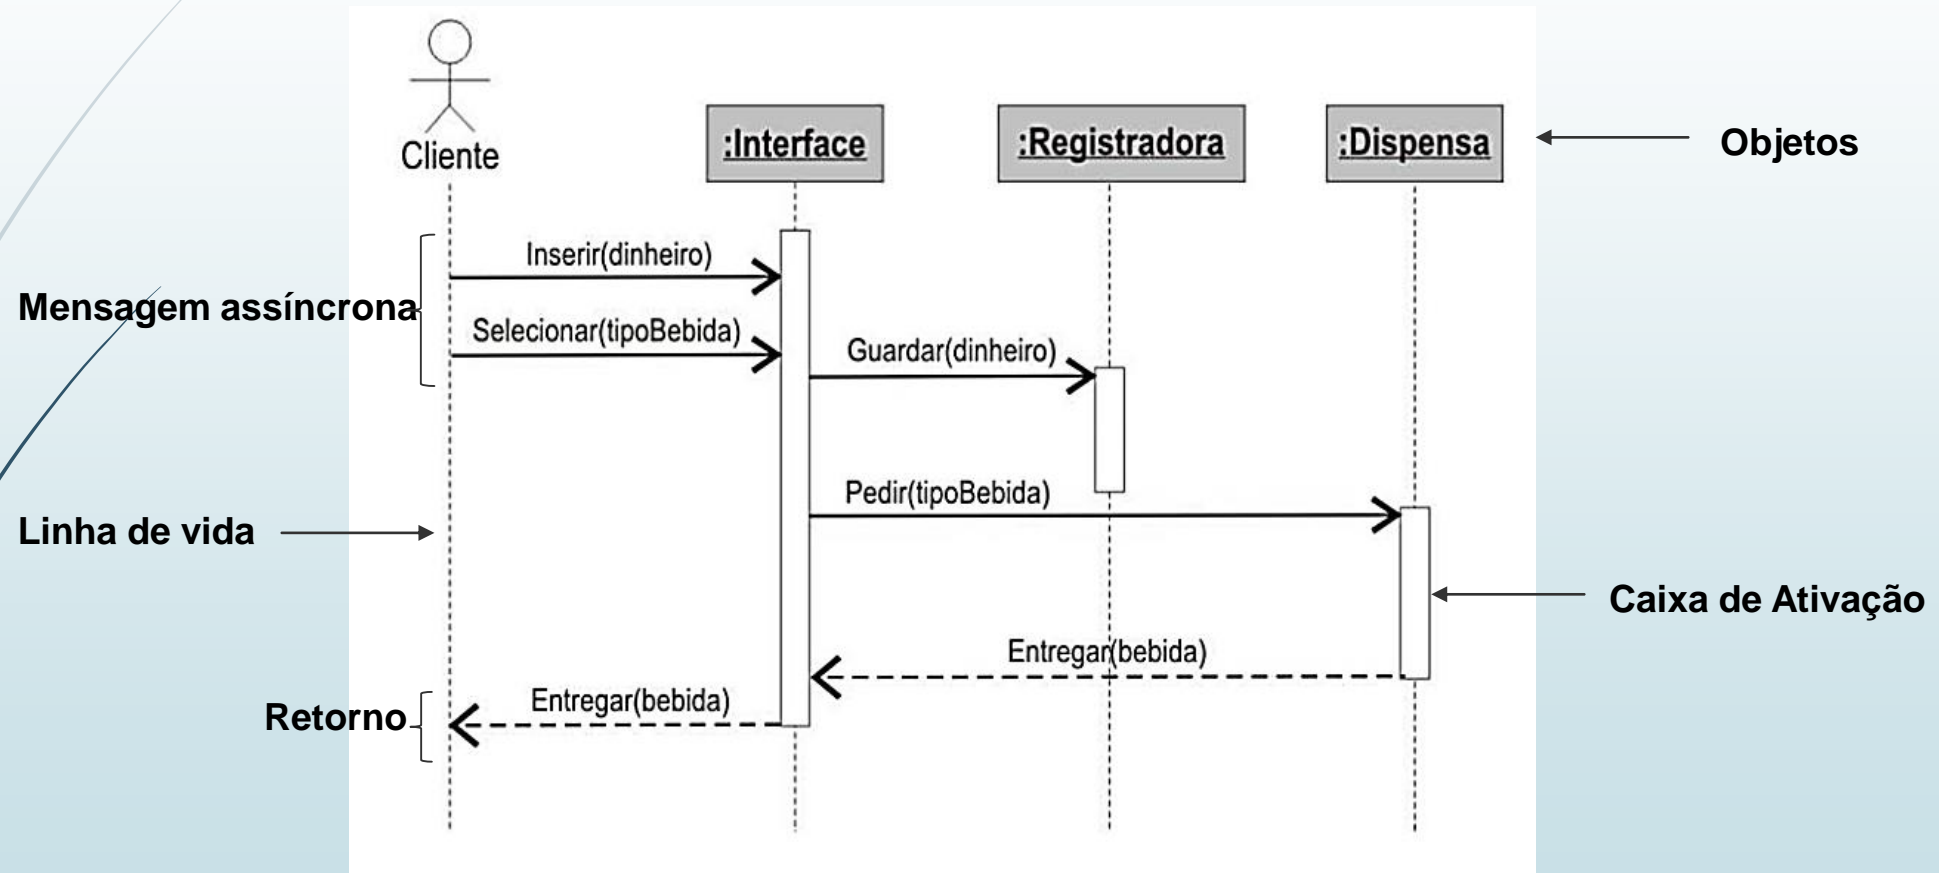 Cliente
:Interface
:Registradora
:Dispensa
Objetos
Inserir(dinheiro)
Mensagem assíncrona
Selecionar(tipoBebida)
Guardar(dinheiro)
Pedir(tipoBebida)
Linha de vida
Caixa de Ativação
Entregar(bebida)
Entregar(bebida)
Retorno